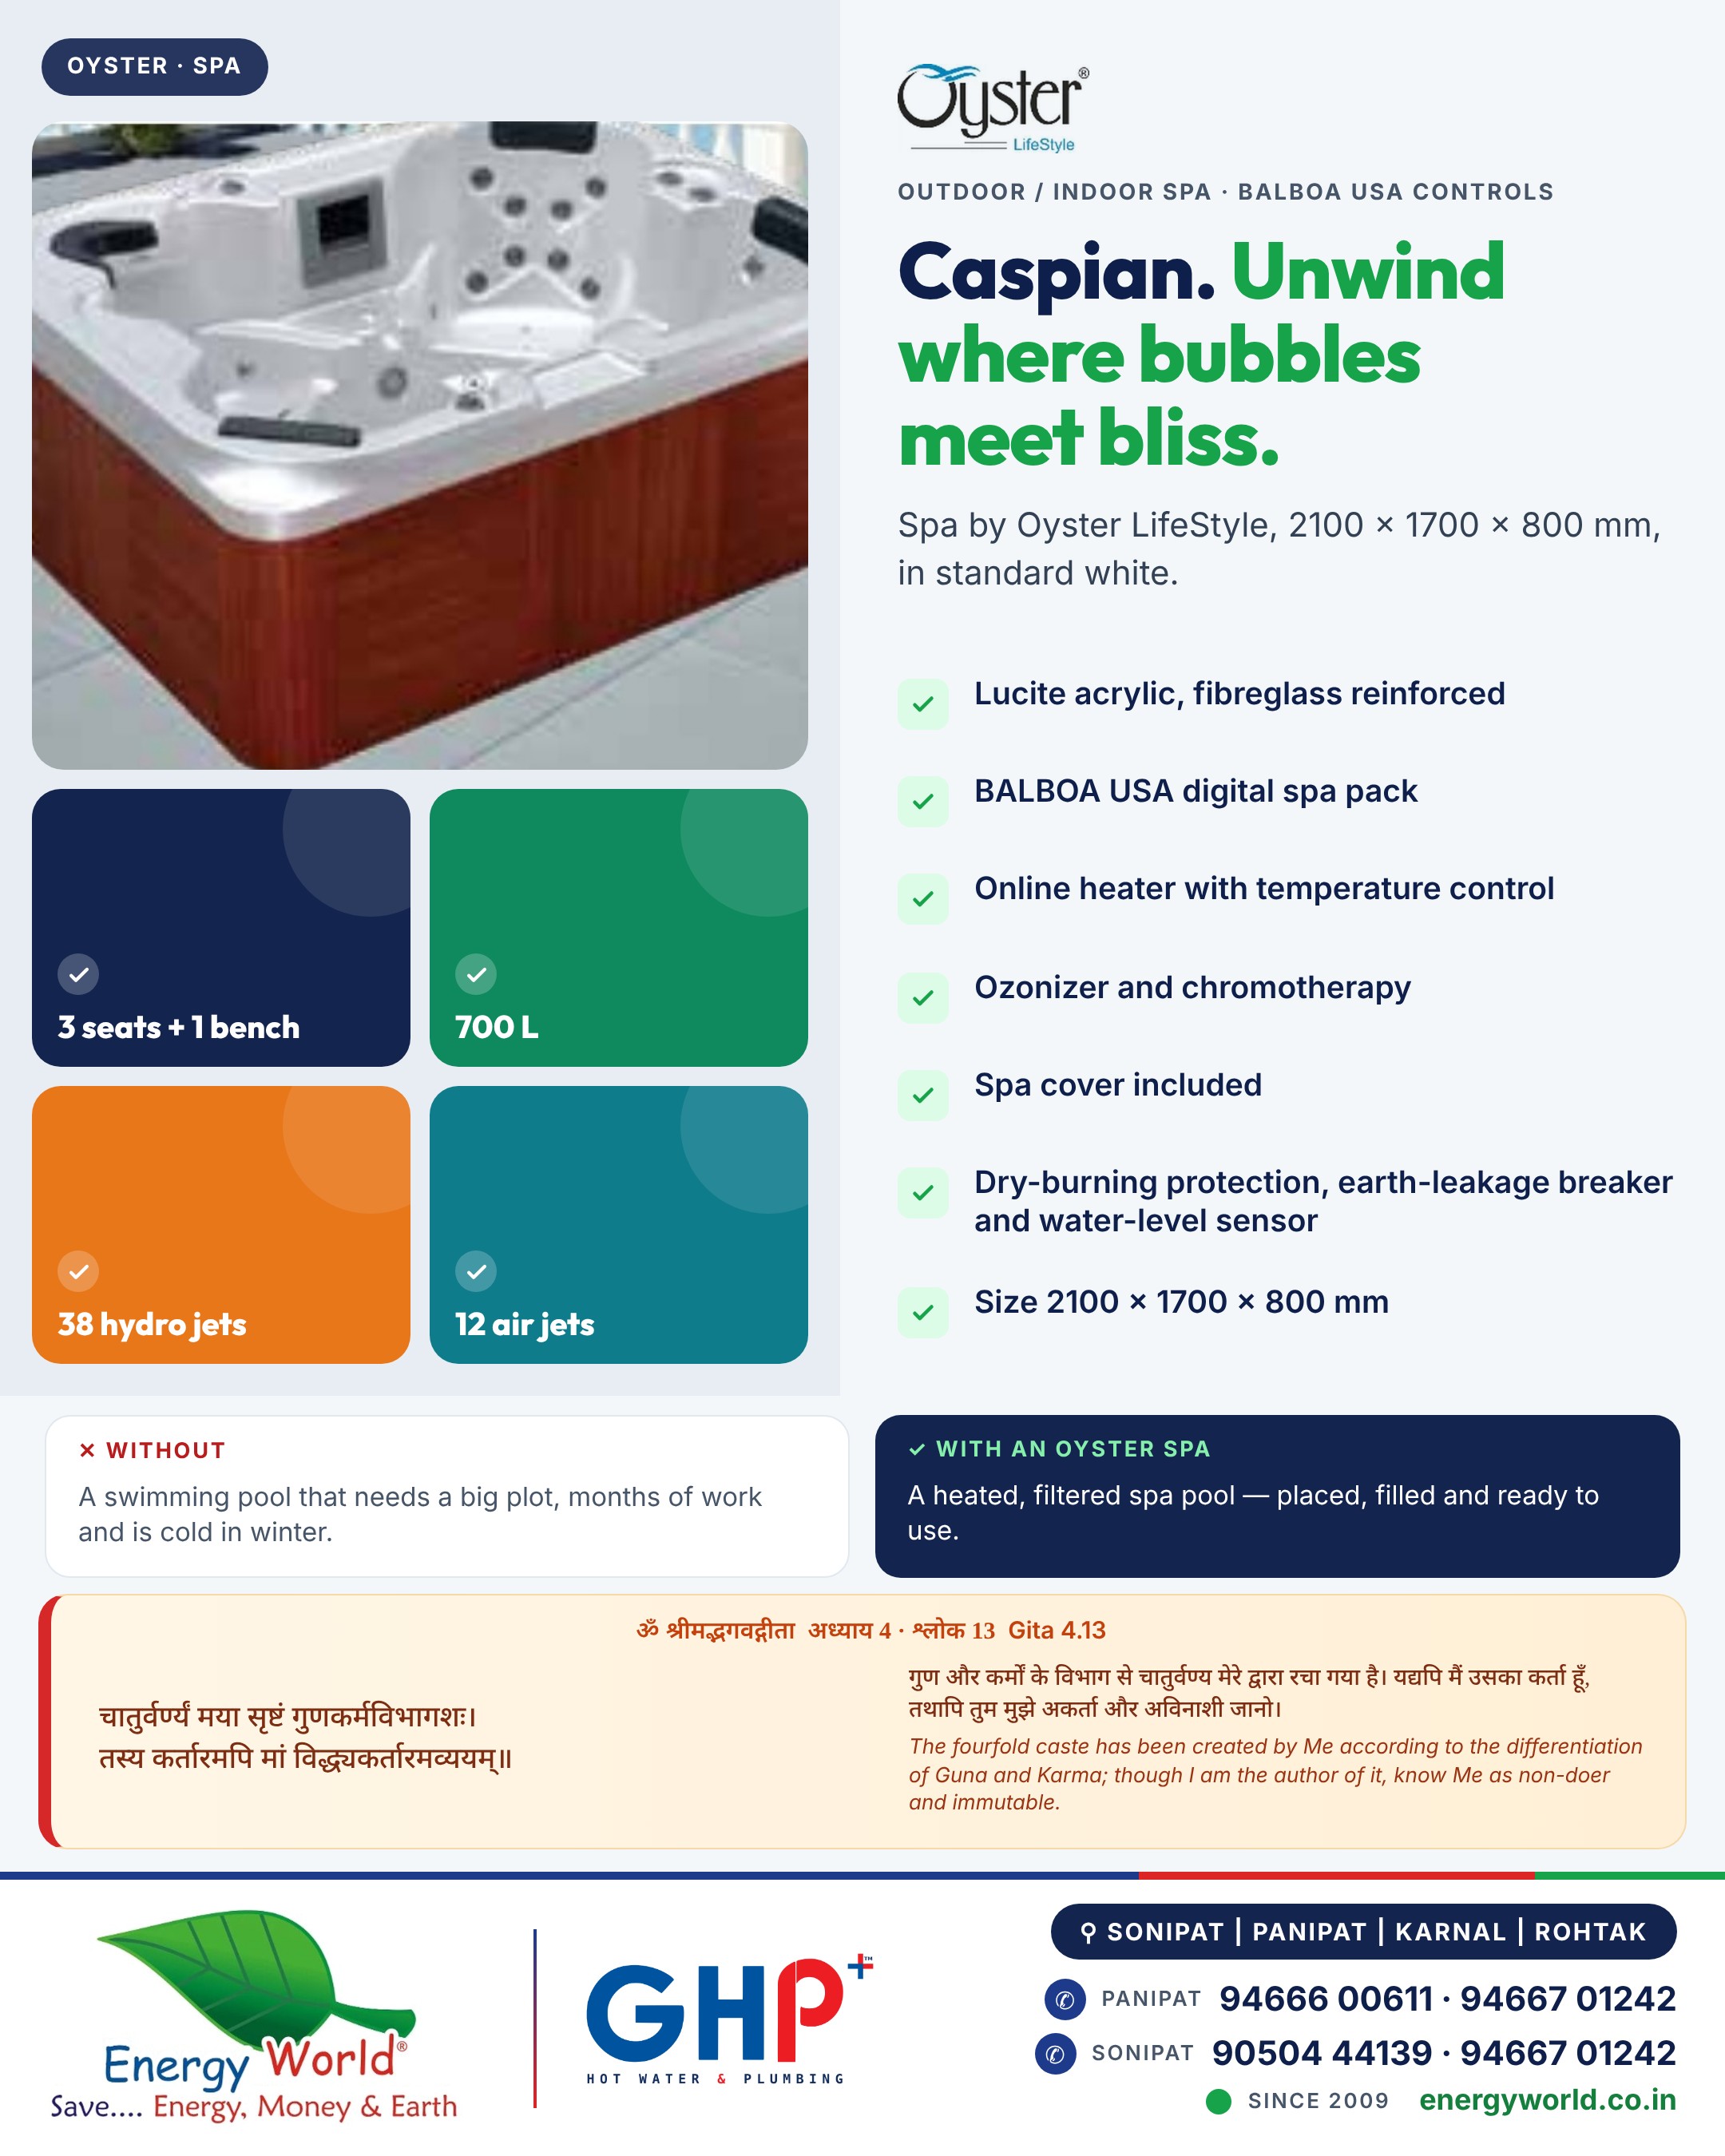 OYSTER · SPA
Oyster®
LifeStyle
OUTDOOR / INDOOR SPA · BALBOA USA CONTROLS
Caspian. Unwind
where bubbles
meet bliss.
Spa by Oyster LifeStyle, 2100 × 1700 × 800 mm,
in standard white.
Lucite acrylic, fibreglass reinforced
BALBOA USA digital spa pack
Online heater with temperature control
Ozonizer and chromotherapy
Spa cover included
Dry-burning protection, earth-leakage breaker
and water-level sensor
Size 2100 × 1700 × 800 mm
3 seats + 1 bench
700 L
38 hydro jets
12 air jets
× WITHOUT
A swimming pool that needs a big plot, months of work
and is cold in winter.
✓ WITH AN OYSTER SPA
A heated, filtered spa pool — placed, filled and ready to
use.
ॐ श्रीमद्भगवद्गीता अध्याय 4 · श्लोक 13 Gita 4.13
चातुर्वर्ण्यं मया सृष्टं गुणकर्मविभागशः।
तस्य कर्तारमपि मां विद्ध्यकर्तारमव्ययम्॥
गुण और कर्मों के विभाग से चातुर्वण्य मेरे द्वारा रचा गया है। यद्यपि मैं उसका कर्ता हूँ,
तथापि तुम मुझे अकर्ता और अविनाशी जानो।
The fourfold caste has been created by Me according to the differentiation
of Guna and Karma; though I am the author of it, know Me as non-doer
and immutable.
Energy World®
Save.... Energy, Money & Earth
GHP+™
HOT WATER & PLUMBING
SONIPAT | PANIPAT | KARNAL | ROHTAK
PANIPAT 94666 00611 · 94667 01242
SONIPAT 90504 44139 · 94667 01242
SINCE 2009 energyworld.co.in